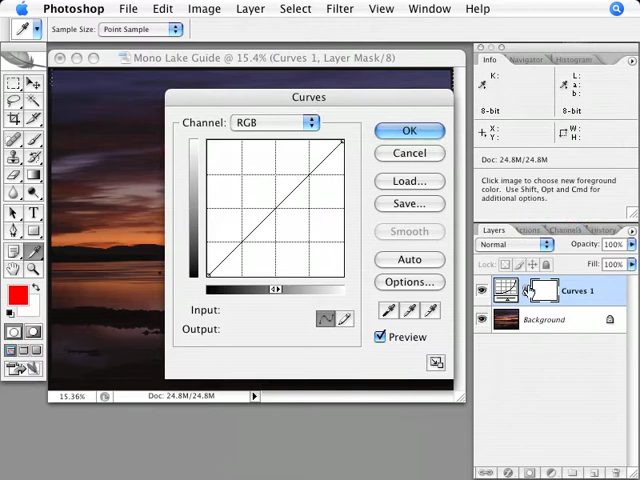 Photoshop File Edit Image Layer Select Filter View Window Help
Sample Size: Point Sample
Mono Lake Guide @ 15.4% (Curves 1, Layer Mask/8)
Info Navigator Histogram
K:
L:
a:
b:
8-bit 8-bit
X:
Y:
W:
H:
Doc: 24.8M/24.8M
Click image to choose new foreground
color. Use Shift, Opt and Cmd for
additional options.
Curves
Channel: RGB
OK
Cancel
Load...
Save...
Smooth
Auto
Options...
Input:
Output:
Preview
Layers Actions Channels History
Normal Opacity: 100%
Lock: Fill: 100%
Curves 1
Background
15.36% Doc: 24.8M/24.8M